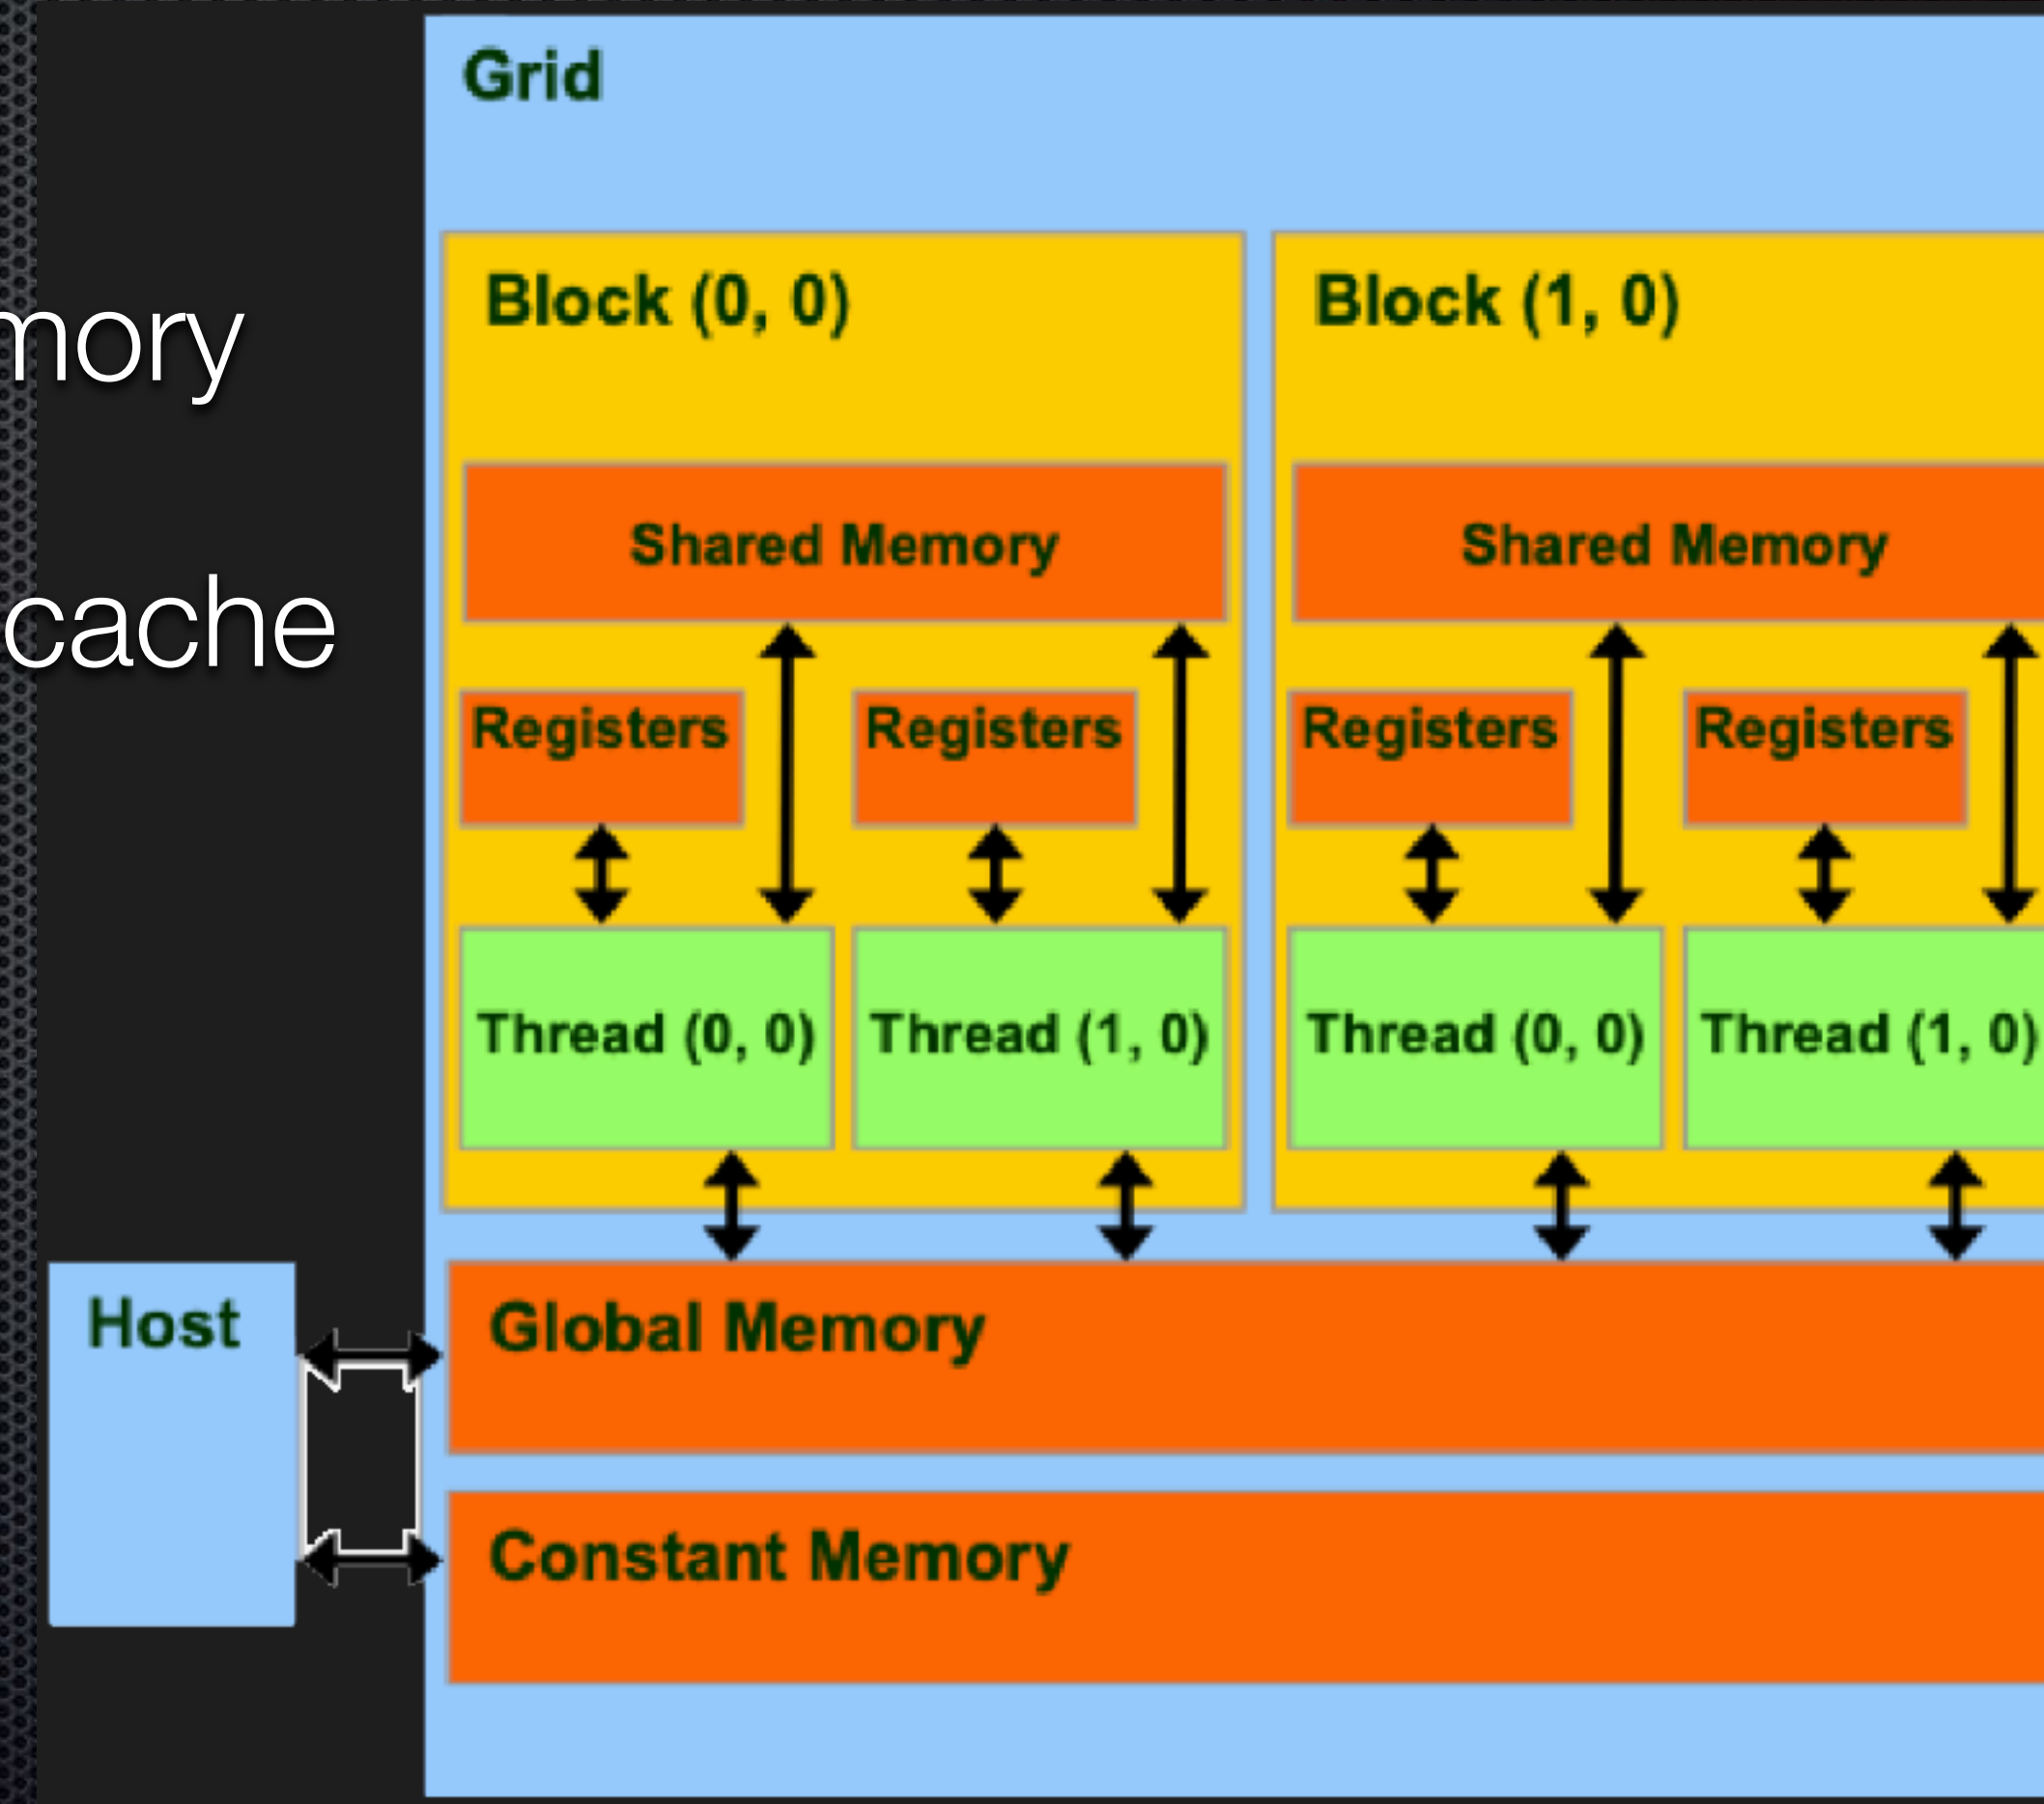 Grid
mory
cache
Block (0, 0)
Block (1, 0)
Shared Memory
Shared Memory
Registers
Registers
Registers
Registers
Thread (0, 0)
Thread (1, 0)
Thread (0, 0)
Thread (1, 0)
Host
Global Memory
Constant Memory